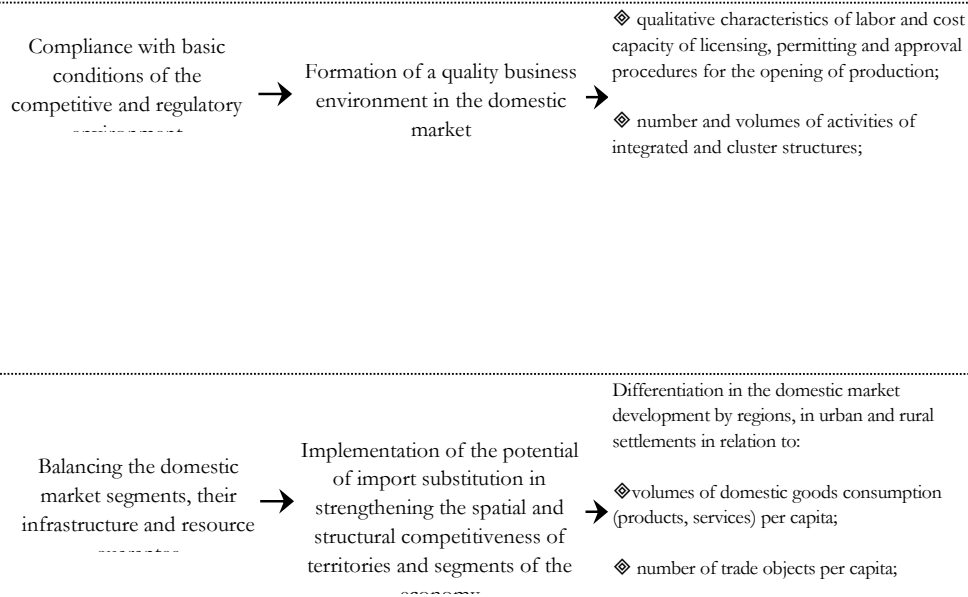 Compliance with basic
conditions of the
competitive and regulatory
Formation of a quality business
environment in the domestic
market
◈ qualitative characteristics of labor and cost
capacity of licensing, permitting and approval
procedures for the opening of production;
◈ number and volumes of activities of
integrated and cluster structures;
Balancing the domestic
market segments, their
infrastructure and resource
Implementation of the potential
of import substitution in
strengthening the spatial and
structural competitiveness of
territories and segments of the
Differentiation in the domestic market
development by regions, in urban and rural
settlements in relation to:
◈volumes of domestic goods consumption
(products, services) per capita;
◈ number of trade objects per capita;